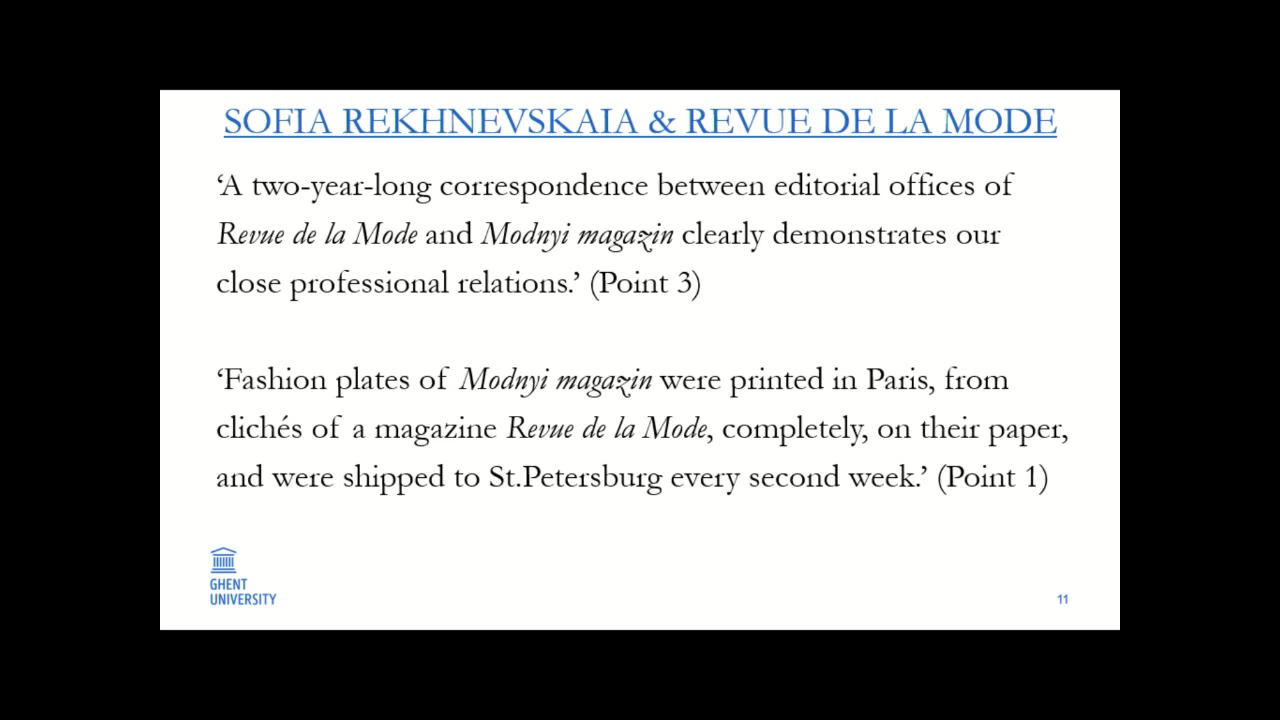 SOFIA REKHNEVSKAIA & REVUE DE LA MODE
‘A two-year-long correspondence between editorial offices of
Revue de la Mode and Modnyi magazin clearly demonstrates our
close professional relations.’ (Point 3)
‘Fashion plates of Modnyi magazin were printed in Paris, from
clichés of a magazine Revue de la Mode, completely, on their paper,
and were shipped to St.Petersburg every second week.’ (Point 1)
GHENT
UNIVERSITY
11